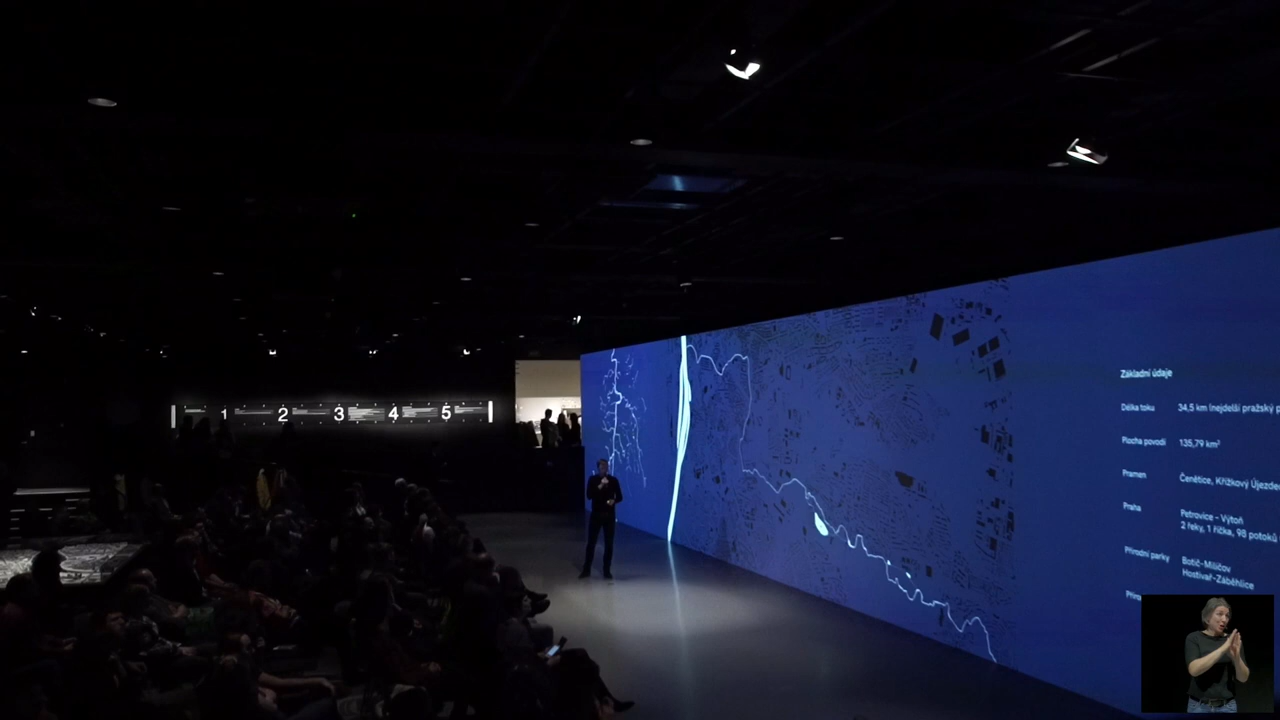 1 2 3 4 5
Základní údaje
Délka toku 34,5 km (nejdelší pražský
Plocha povodí 135,79 km²
Pramen Čenětice, Křížkový Újezdec
Praha Petrovice - Výtoň
2 řeky, 1 říčka, 98 potoků
Přírodní parky Botič-Milíčov
Hostivař-Záběhlice